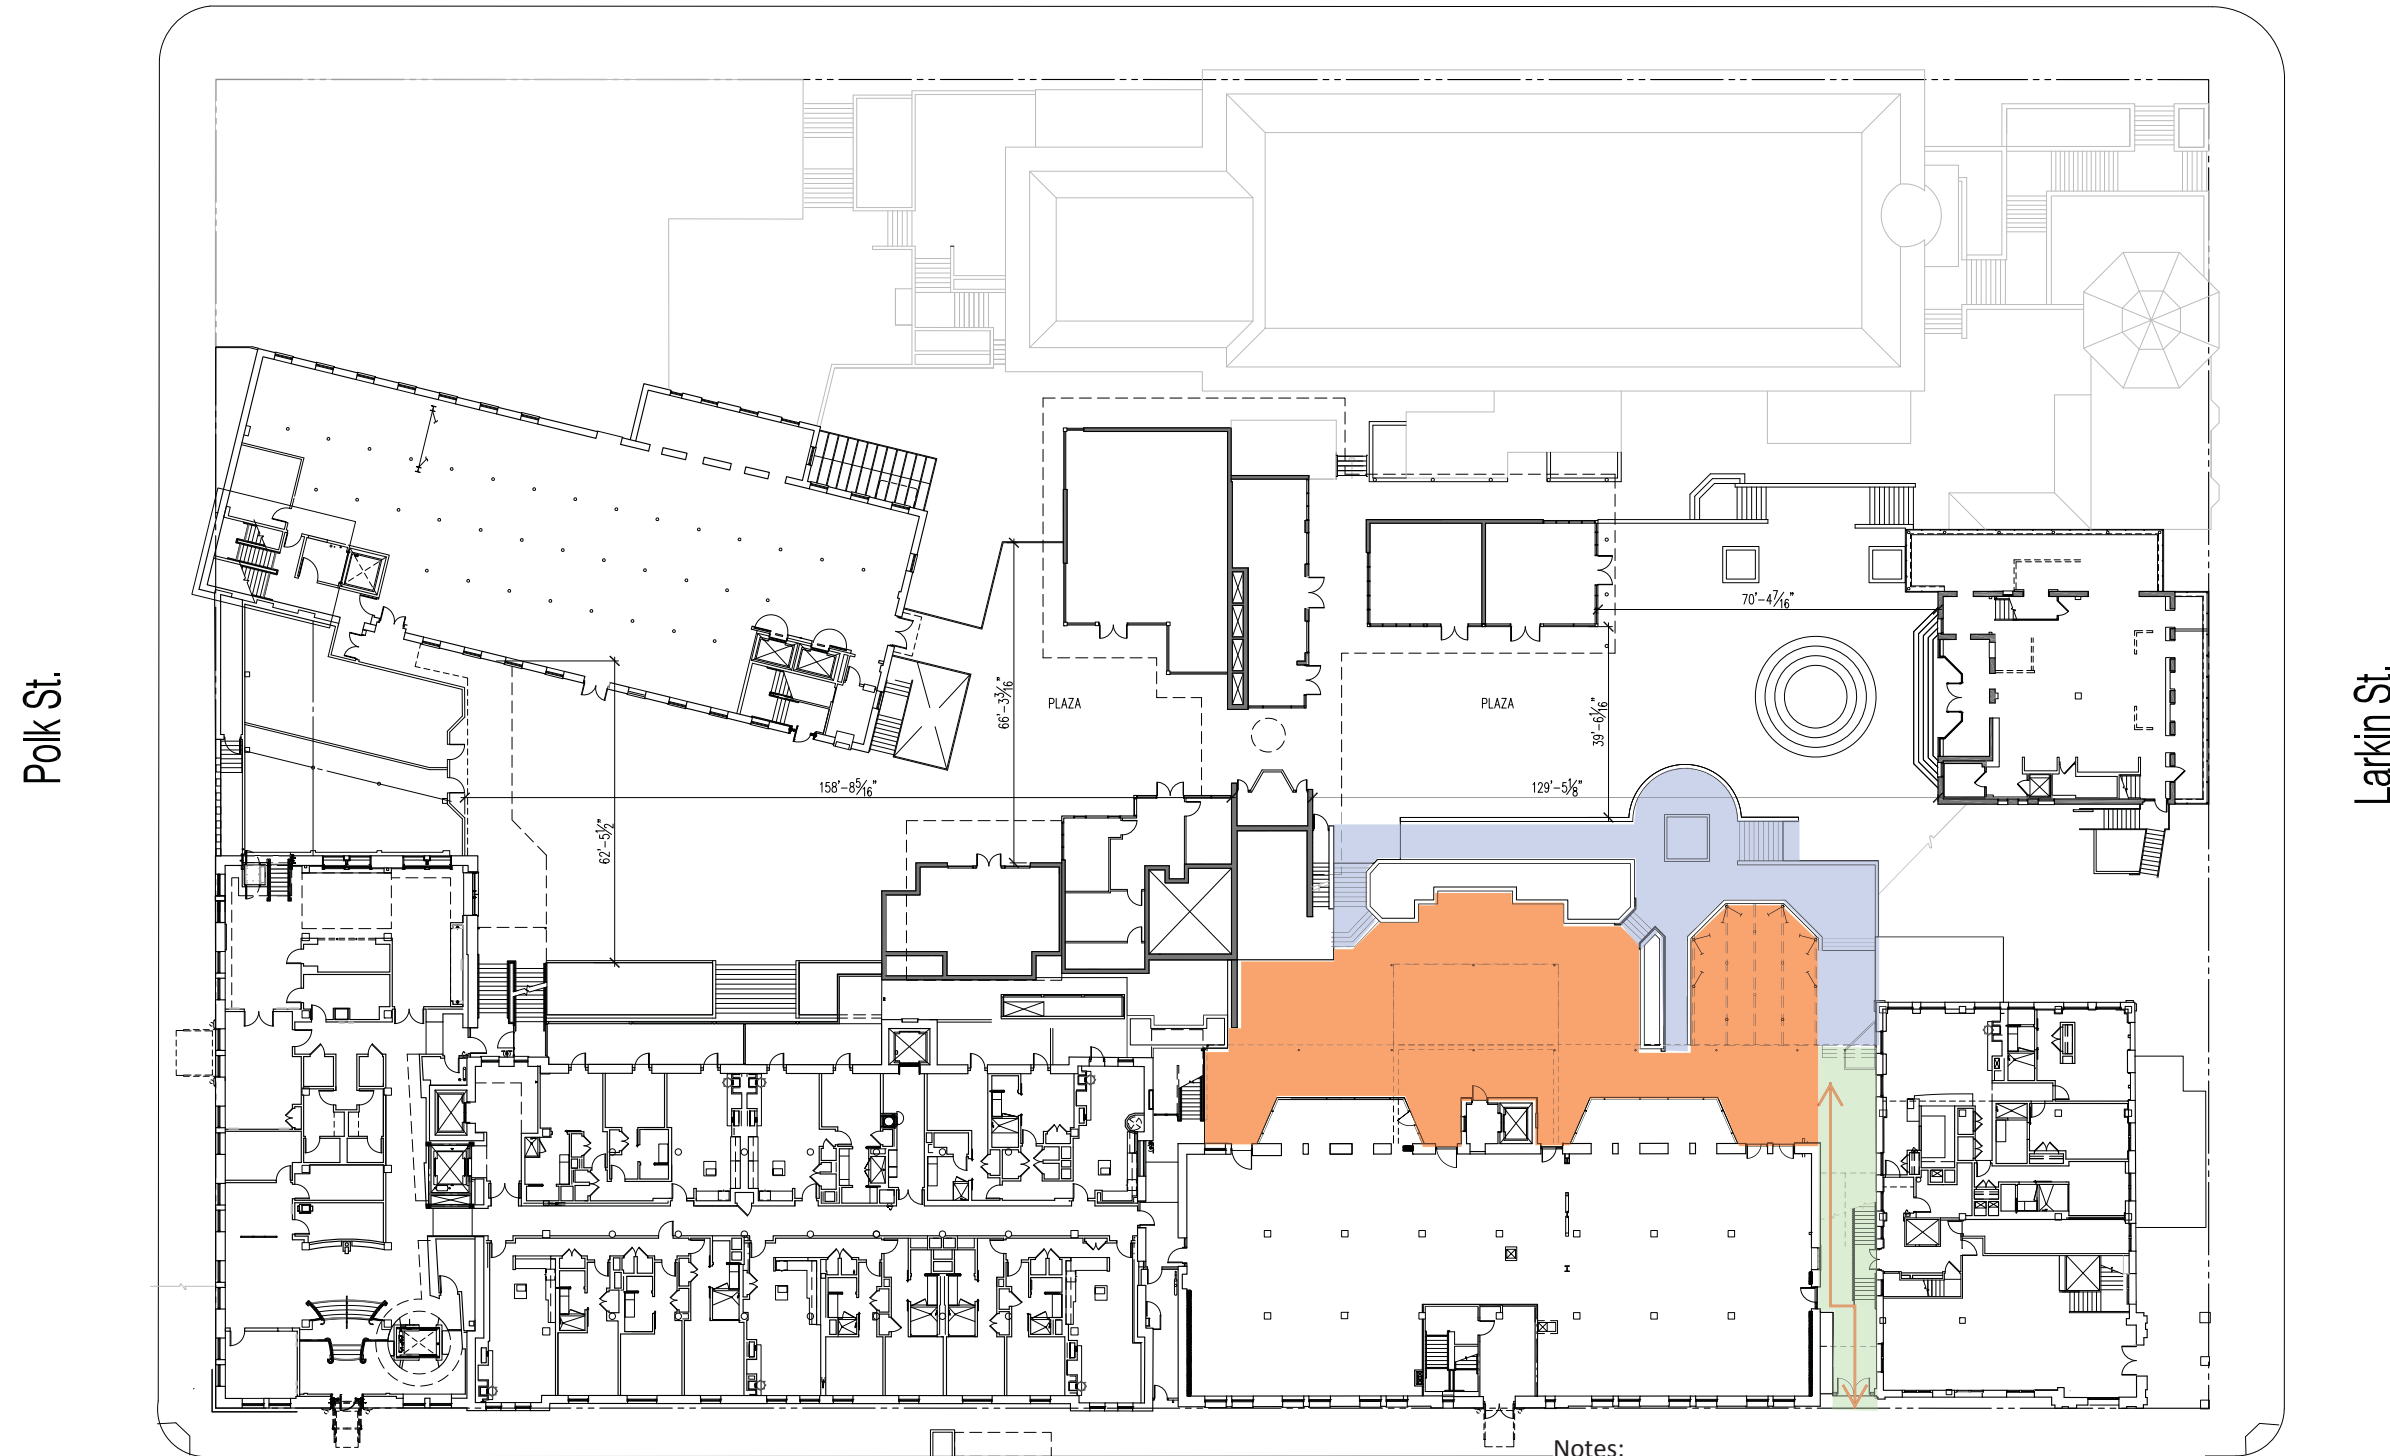 70'-4 7/16"
Polk St.
Larkin St.
66'-3 3/16"
PLAZA
PLAZA
39'-6 1/16"
158'-8 5/16"
129'-5 1/8"
62'-5 1/2"
Notes: